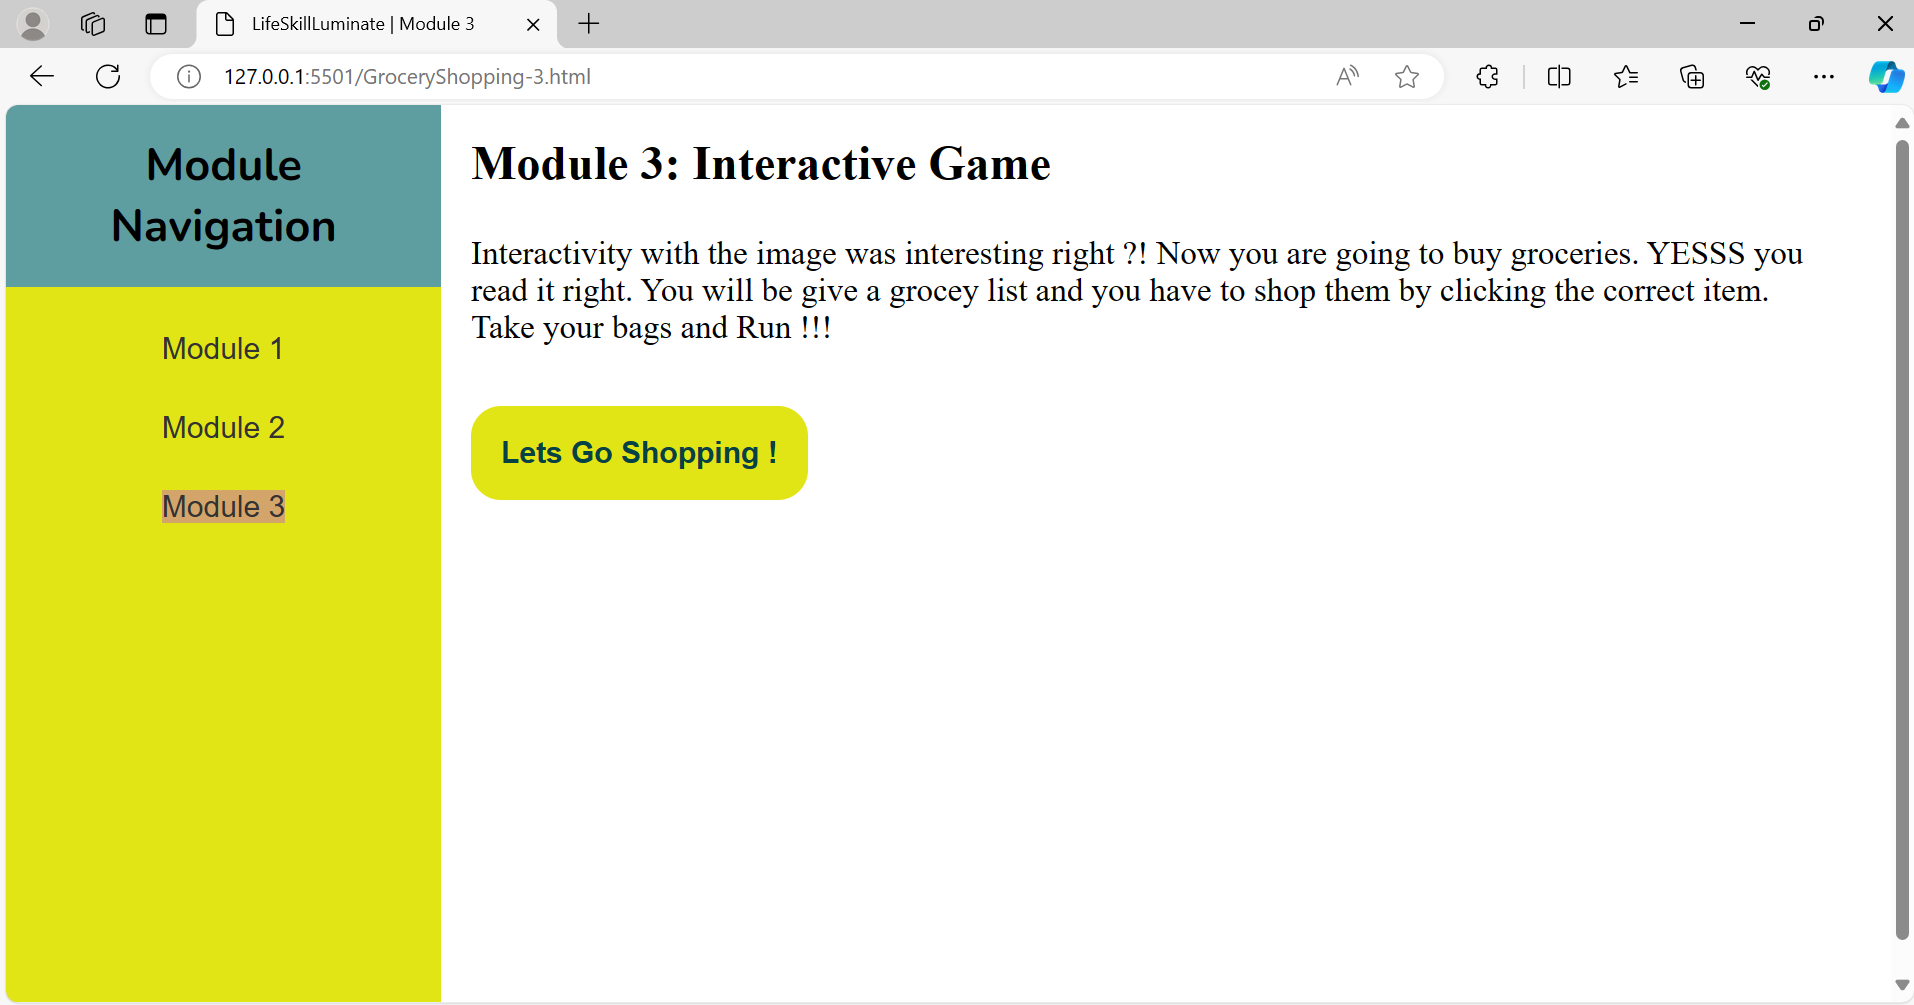 LifeSkillLuminate | Module 3
127.0.0.1:5501/GroceryShopping-3.html
Module
Navigation
Module 1
Module 2
Module 3
Module 3: Interactive Game
Interactivity with the image was interesting right ?! Now you are going to buy groceries. YESSS you
read it right. You will be give a grocey list and you have to shop them by clicking the correct item.
Take your bags and Run !!!
Lets Go Shopping !